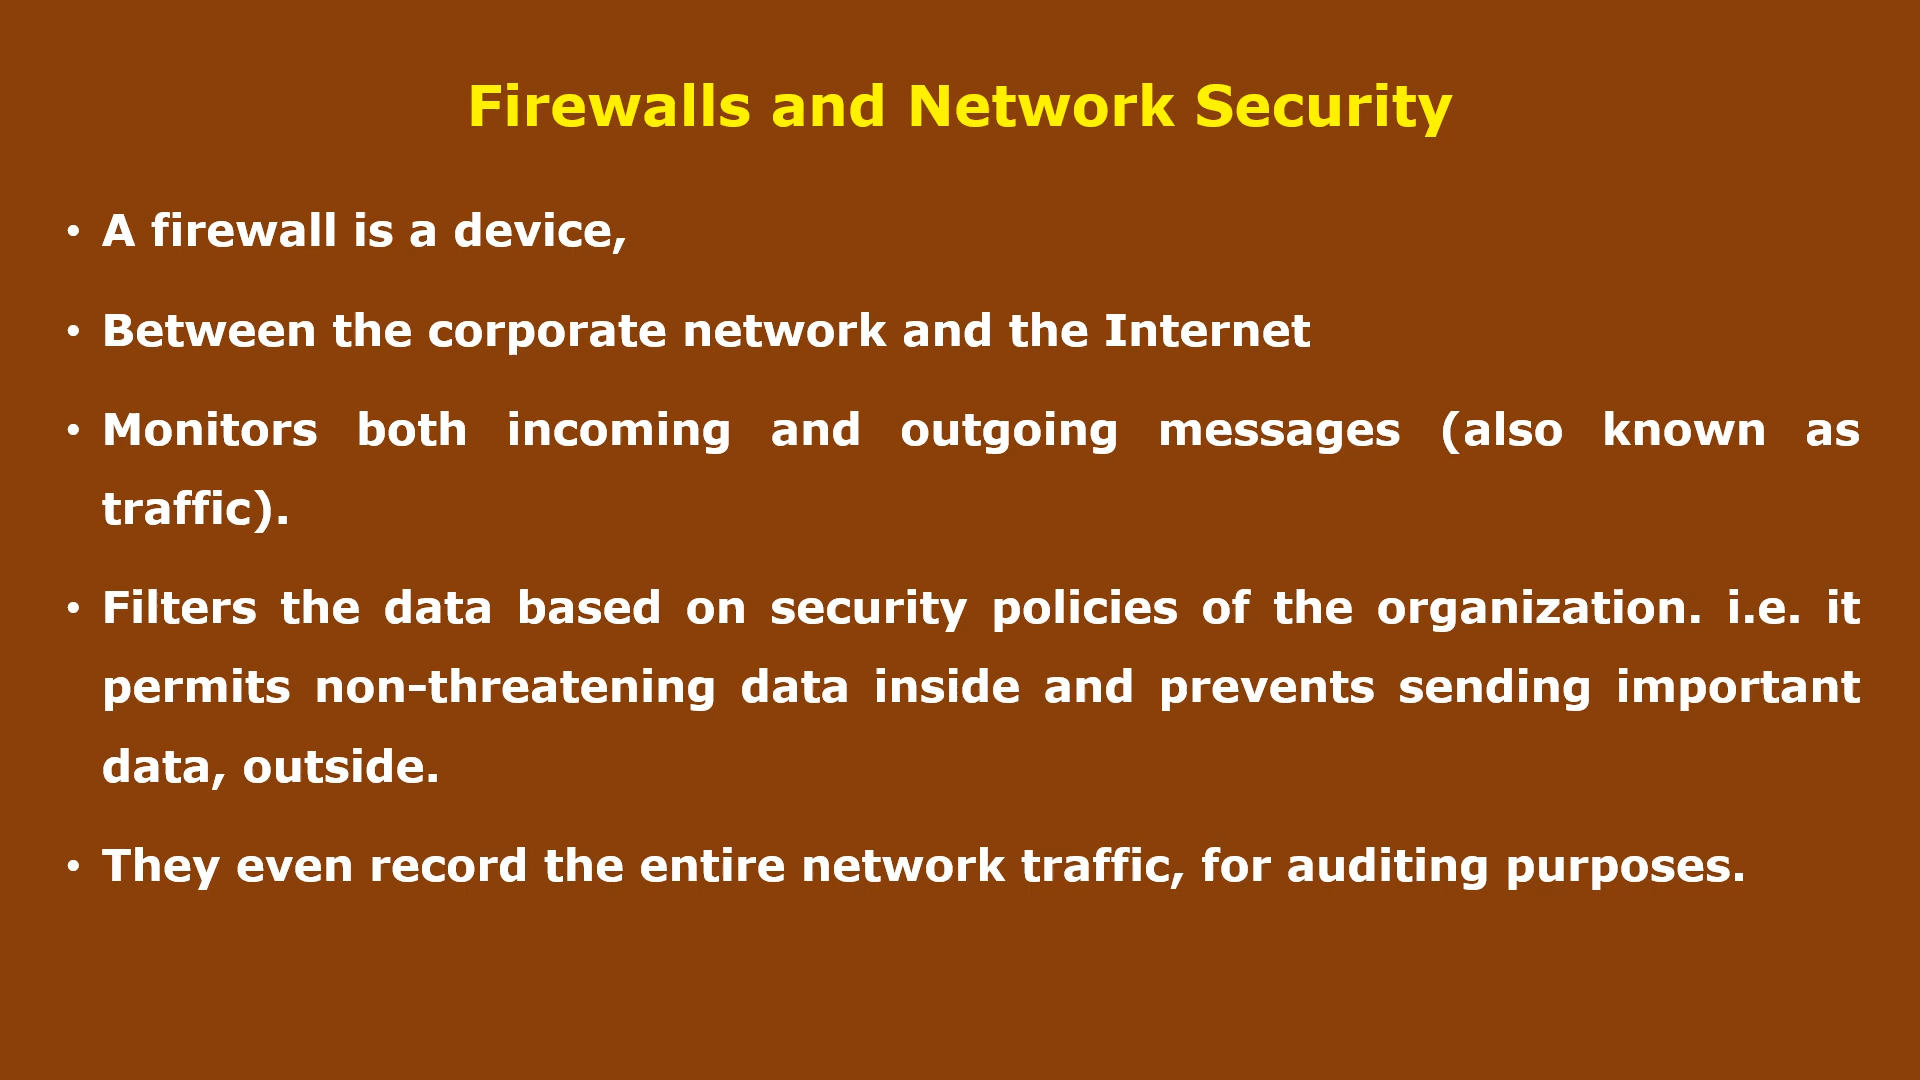 Firewalls and Network Security
• A firewall is a device,
• Between the corporate network and the Internet
• Monitors both incoming and outgoing messages (also known as
traffic).
• Filters the data based on security policies of the organization. i.e. it
permits non-threatening data inside and prevents sending important
data, outside.
• They even record the entire network traffic, for auditing purposes.